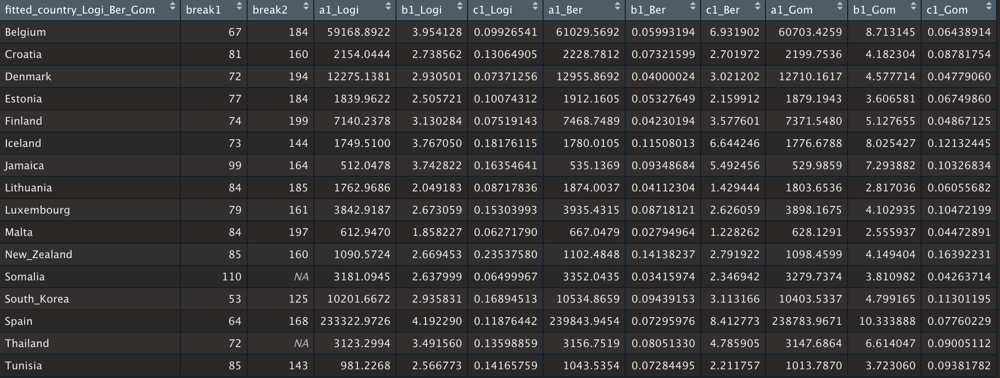 fitted_country_Logi_Ber_Gom break1 break2 a1_Logi b1_Logi c1_Logi a1_Ber b1_Ber c1_Ber a1_Gom b1_Gom c1_Gom
Belgium 67 184 59168.8922 3.954128 0.09926541 61029.5692 0.05993194 6.931902 60703.4259 8.713145 0.06438914
Croatia 81 160 2154.0444 2.738562 0.13064905 2228.7812 0.07321599 2.701972 2199.7536 4.182304 0.08781754
Denmark 72 194 12275.1381 2.930501 0.07371256 12955.8692 0.04000024 3.021202 12710.1617 4.577714 0.04779060
Estonia 77 184 1839.9622 2.505721 0.10074312 1912.1605 0.05327649 2.159912 1879.1943 3.606581 0.06749860
Finland 74 199 7140.2378 3.130284 0.07519143 7468.7489 0.04230194 3.577601 7371.5480 5.127655 0.04867125
Iceland 73 144 1749.5100 3.767050 0.18176115 1780.0105 0.11508013 6.644246 1776.6788 8.025427 0.12132445
Jamaica 99 164 512.0478 3.742822 0.16354641 535.1369 0.09348684 5.492456 529.9859 7.293882 0.10326834
Lithuania 84 185 1762.9686 2.049183 0.08717836 1874.0037 0.04112304 1.429444 1803.6536 2.817036 0.06055682
Luxembourg 79 161 3842.9187 2.673059 0.15303993 3935.4315 0.08718121 2.626059 3898.1675 4.102935 0.10472199
Malta 84 197 612.9470 1.858227 0.06271790 667.0479 0.02794964 1.228262 628.1291 2.555937 0.04472891
New_Zealand 85 160 1090.5724 2.669453 0.23537580 1102.4848 0.14138237 2.791922 1098.4599 4.149404 0.16392231
Somalia 110 NA 3181.0945 2.637999 0.06499967 3352.0435 0.03415974 2.346942 3279.7374 3.810982 0.04263714
South_Korea 53 125 10201.6672 2.935831 0.16894513 10534.8659 0.09439153 3.113166 10403.5337 4.799165 0.11301195
Spain 64 168 233322.9726 4.192290 0.11876442 239843.9454 0.07295976 8.412773 238783.9671 10.333888 0.07760229
Thailand 72 NA 3123.2994 3.491560 0.13598859 3156.7519 0.08051330 4.785905 3147.6864 6.614047 0.09005112
Tunisia 85 143 981.2268 2.566773 0.14165759 1043.5354 0.07284495 2.211757 1013.7870 3.723060 0.09381782